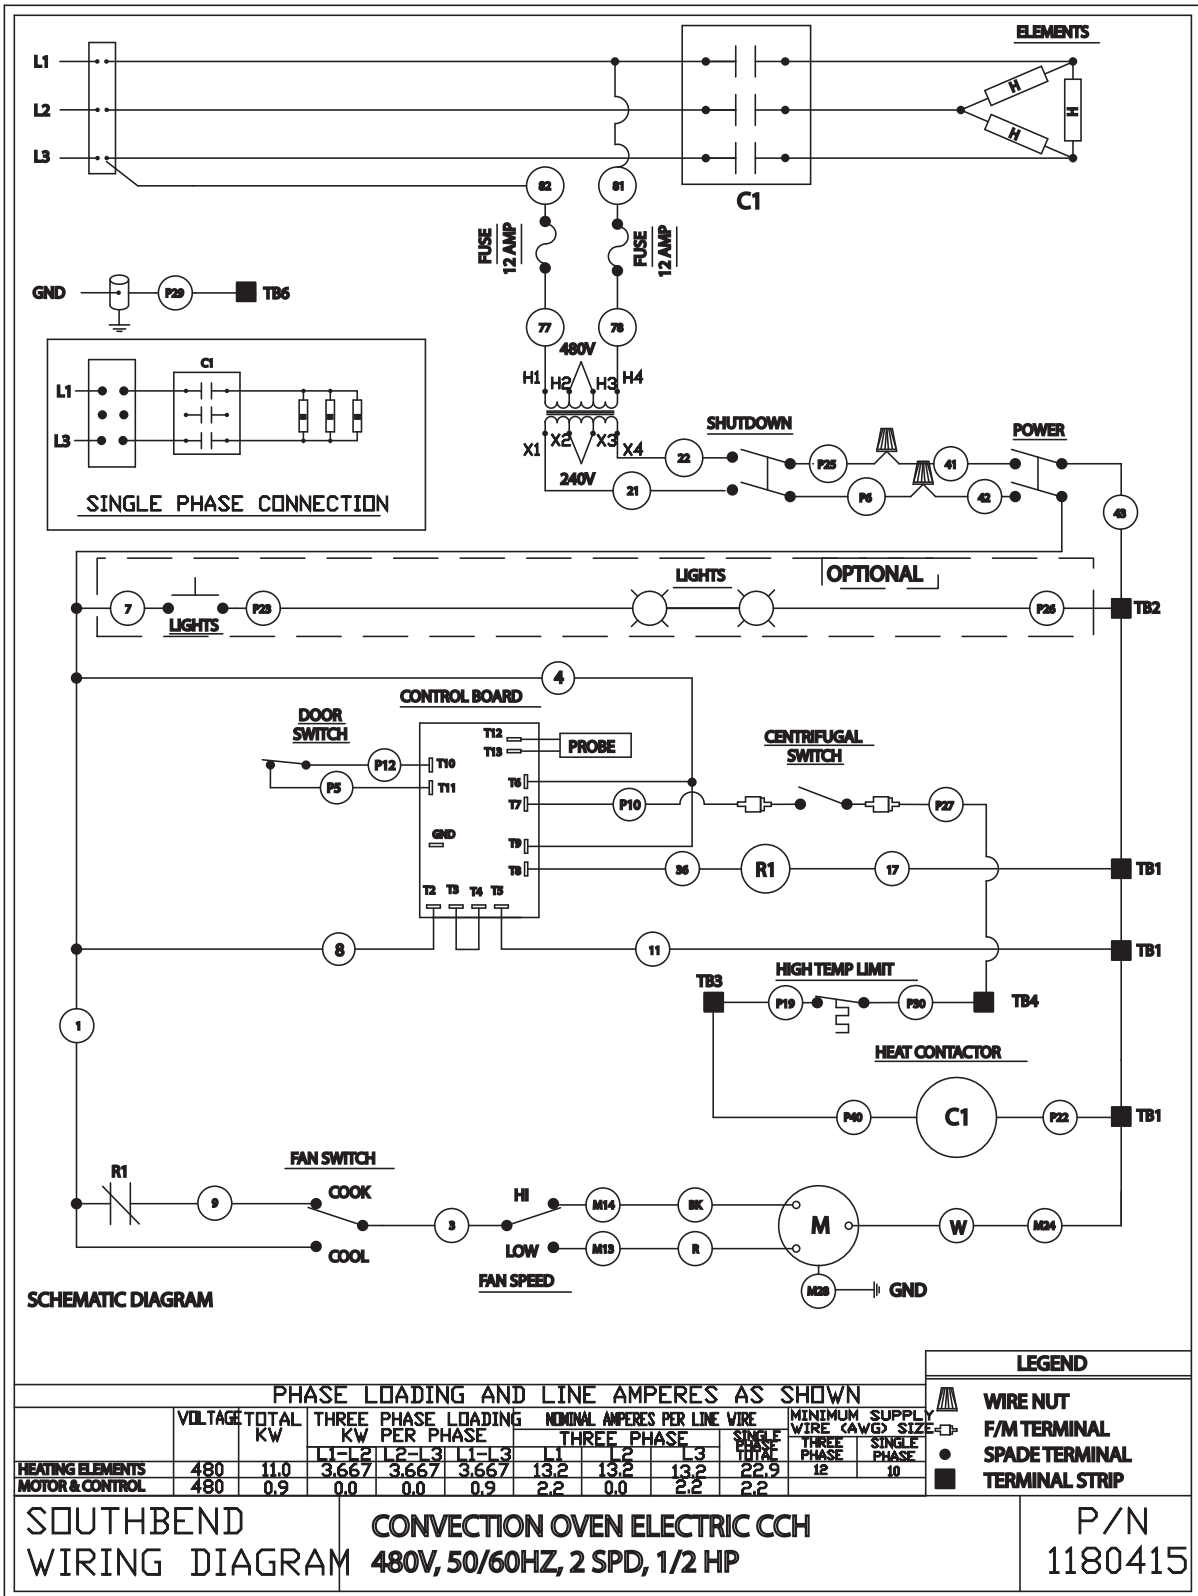 ELEMENTS
L1
L2
L3
H
H
H
C1
82
81
FUSE
12 AMP
FUSE
12 AMP
GND
P29
TB6
77
78
480V
H1
H2
H3
H4
X1
X2
X3
X4
240V
C1
L1
L3
SINGLE PHASE CONNECTION
SHUTDOWN
POWER
22
P25
41
21
P6
42
43
LIGHTS
OPTIONAL
7
P23
P26
TB2
LIGHTS
4
CONTROL BOARD
DOOR
SWITCH
T12
T13
PROBE
CENTRIFUGAL
SWITCH
P12
T10
P5
T11
T6
T7
P10
P27
GND
T9
T8
36
R1
17
TB1
T2
T3
T4
T5
8
11
TB1
HIGH TEMP LIMIT
TB3
P19
P30
TB4
1
HEAT CONTACTOR
P40
C1
P22
TB1
FAN SWITCH
R1
9
COOK
COOL
3
HI
LOW
FAN SPEED
M14
BK
M13
R
M
W
M24
M28
GND
SCHEMATIC DIAGRAM
LEGEND
WIRE NUT
F/M TERMINAL
SPADE TERMINAL
TERMINAL STRIP
PHASE LOADING AND LINE AMPERES AS SHOWN
VOLTAGE
TOTAL
KW
THREE PHASE LOADING
KW PER PHASE
NOMINAL AMPERES PER LINE WIRE
MINIMUM SUPPLY
WIRE (AWG) SIZE
THREE PHASE
SINGLE
PHASE
TOTAL
THREE
PHASE
SINGLE
PHASE
L1-L2 L2-L3 L1-L3 L1 L2 L3
HEATING ELEMENTS 480 11.0 3.667 3.667 3.667 13.2 13.2 13.2 22.9 12 10
MOTOR & CONTROL 480 0.9 0.0 0.0 0.9 2.2 0.0 2.2 2.2
SOUTHBEND
WIRING DIAGRAM
CONVECTION OVEN ELECTRIC CCH
480V, 50/60HZ, 2 SPD, 1/2 HP
P/N
1180415